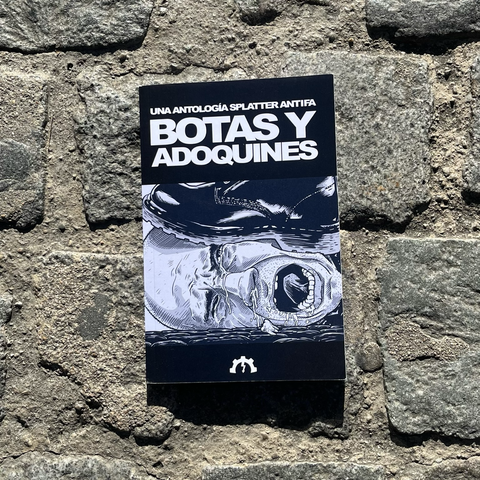 UNA ANTOLOGÍA SPLATTER ANTIFA
BOTAS Y
ADOQUINES